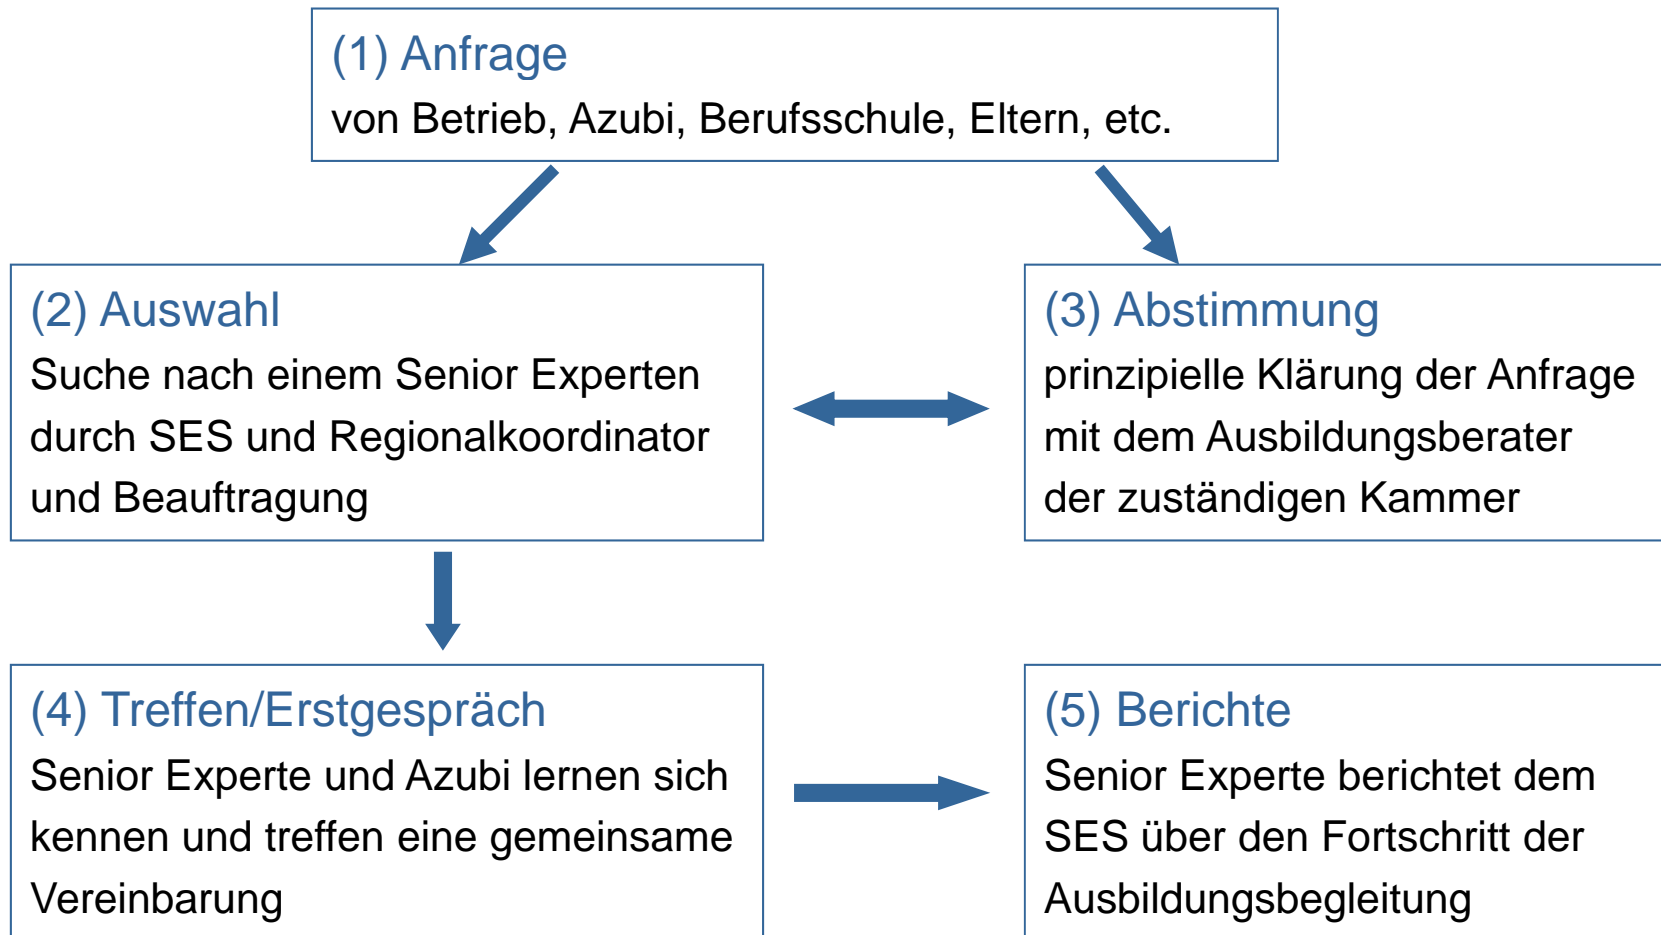 (1) Anfrage
von Betrieb, Azubi, Berufsschule, Eltern, etc.
(2) Auswahl
Suche nach einem Senior Experten
durch SES und Regionalkoordinator
und Beauftragung
(3) Abstimmung
prinzipielle Klärung der Anfrage
mit dem Ausbildungsberater
der zuständigen Kammer
(4) Treffen/Erstgespräch
Senior Experte und Azubi lernen sich
kennen und treffen eine gemeinsame
Vereinbarung
(5) Berichte
Senior Experte berichtet dem
SES über den Fortschritt der
Ausbildungsbegleitung